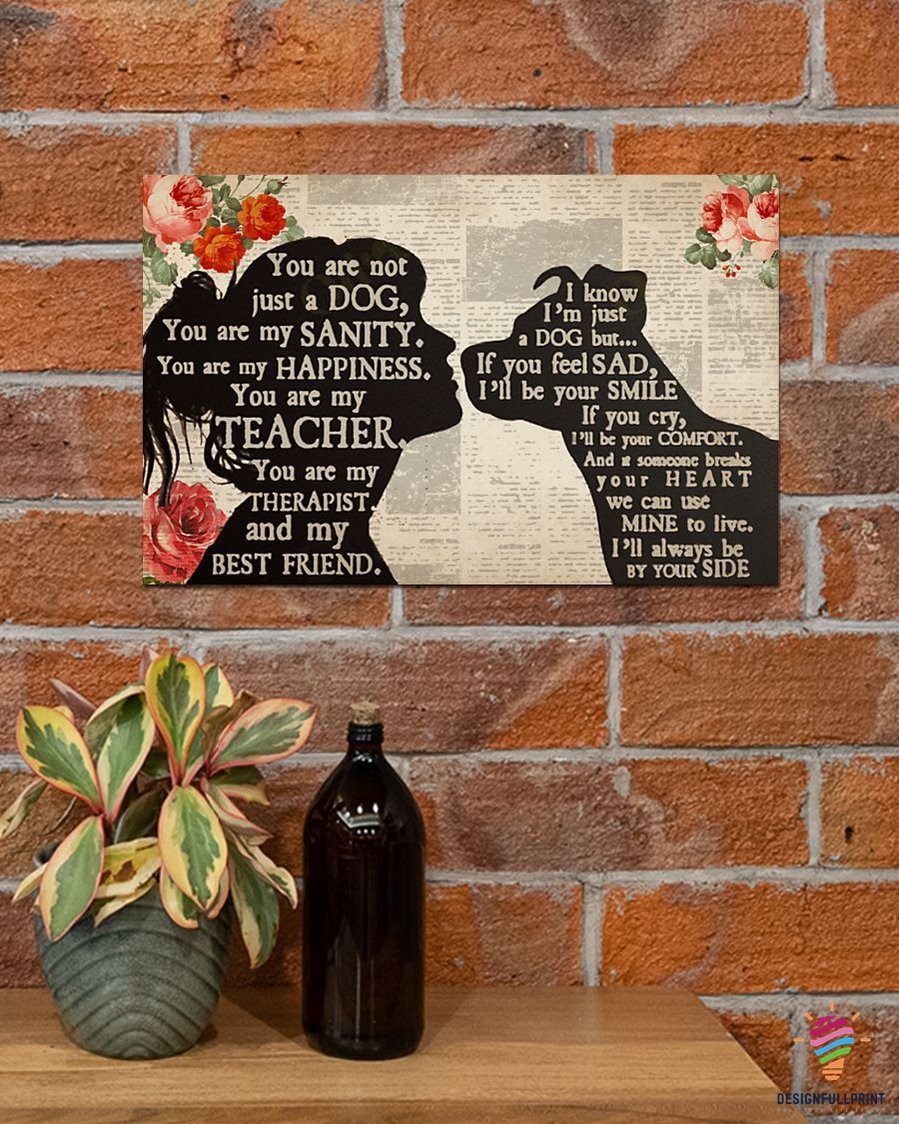 You are not
just a DOG,
You are my SANITY.
You are my HAPPINESS.
You are my
TEACHER.
You are my
THERAPIST.
and my
BEST FRIEND.
I know
I'm just
a DOG but...
If you feel SAD,
I'll be your SMILE
If you cry,
I'll be your COMFORT.
And if someone breaks
your HEART
we can use
MINE to live.
I'll always be
BY YOUR SIDE
DESIGNFULLPRINT